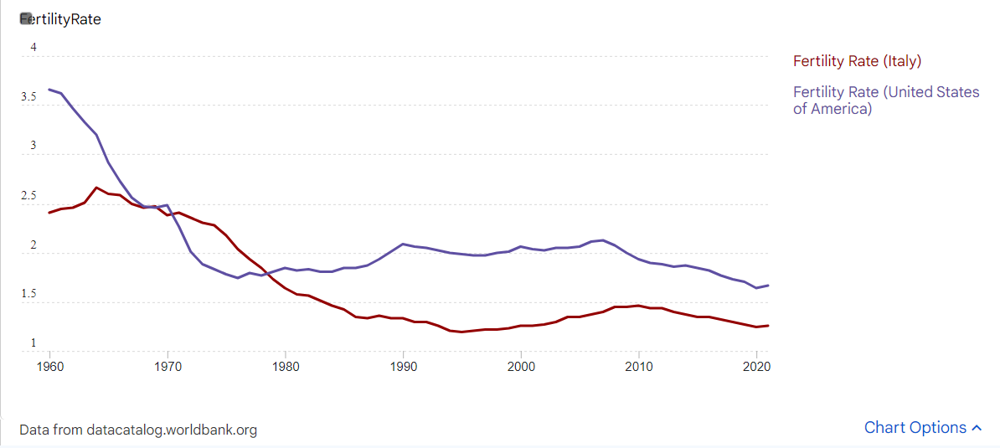 FertilityRate
4
3.5
3
2.5
2
1.5
1
1960 1970 1980 1990 2000 2010 2020
Fertility Rate (Italy)
Fertility Rate (United States
of America)
Data from datacatalog.worldbank.org
Chart Options